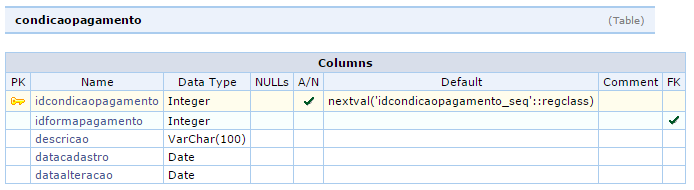 condicaopagamento (Table)
Columns
PK Name Data Type NULLs A/N Default Comment FK
idcondicaopagamento Integer nextval('idcondicaopagamento_seq'::regclass)
idformapagamento Integer
descricao VarChar(100)
datacadastro Date
dataalteracao Date